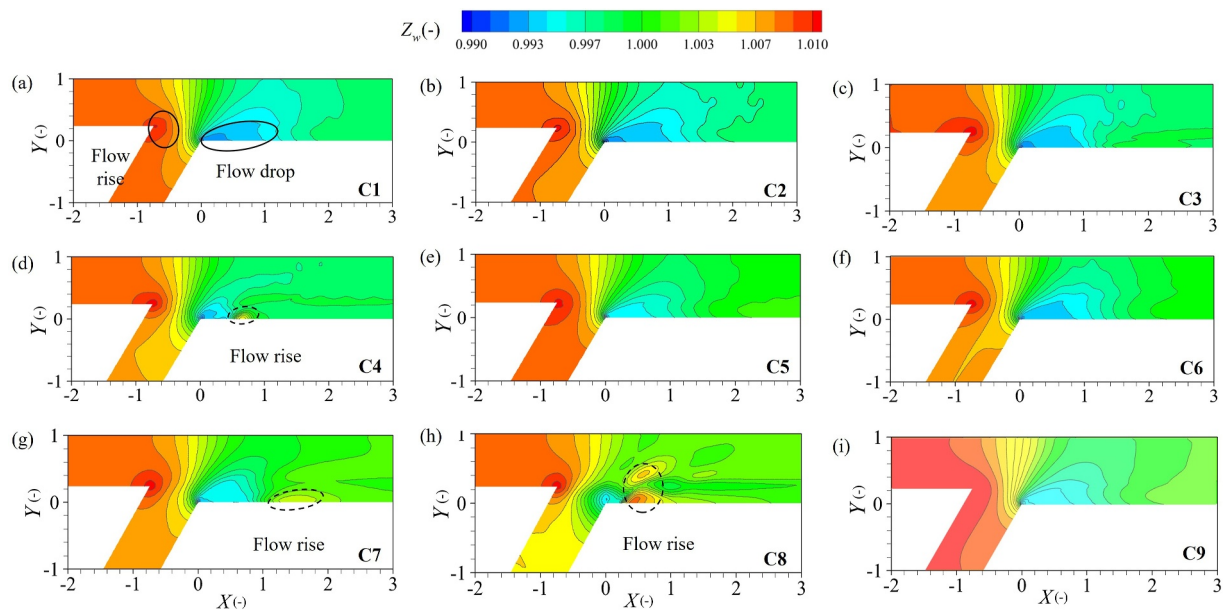 Z_w(-)
0.990 0.993 0.997 1.000 1.003 1.007 1.010
(a) (b) (c)
1 1 1
Y(-) 0 Y(-) 0 Y(-) 0
Flow
rise
Flow drop
C1 C2 C3
-1 -1 -1
-2 -1 0 1 2 3 -2 -1 0 1 2 3 -2 -1 0 1 2 3
(d) (e) (f)
1 1 1
Y(-) 0 Y(-) 0 Y(-) 0
Flow rise
C4 C5 C6
-1 -1 -1
-2 -1 0 1 2 3 -2 -1 0 1 2 3 -2 -1 0 1 2 3
(g) (h) (i)
1 1 1
Y(-) 0 Y(-) 0 Y(-) 0
Flow rise C7 Flow rise C8 C9
-1 -1 -1
-2 -1 0 1 2 3 -2 -1 0 1 2 3 -2 -1 0 1 2 3
X(-) X(-) X(-)